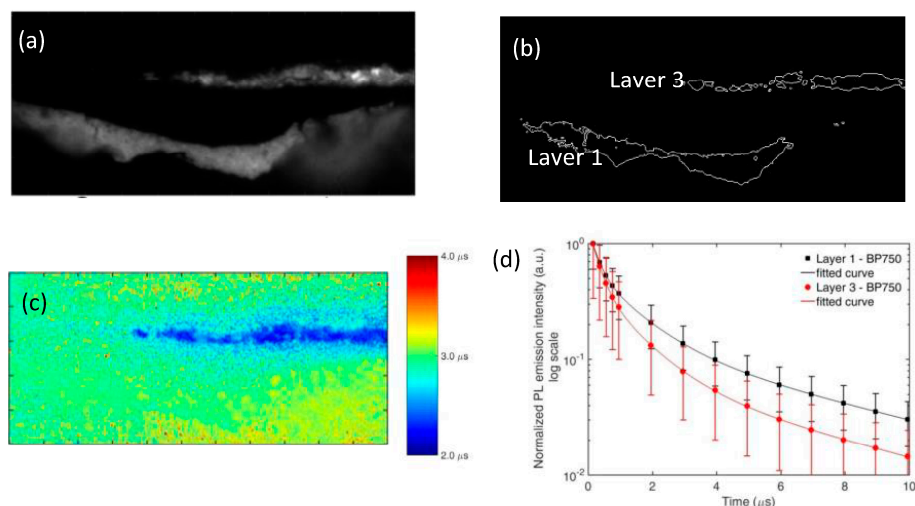 (a)
(b)
Layer 3
Layer 1
(c)
4.0 μs
3.0 μs
2.0 μs
(d)
Normalized PL emission intensity (a.u.)
log scale
10⁰
10⁻¹
10⁻²
Layer 1 - BP750
fitted curve
Layer 3 - BP750
fitted curve
0 2 4 6 8 10
Time (μs)